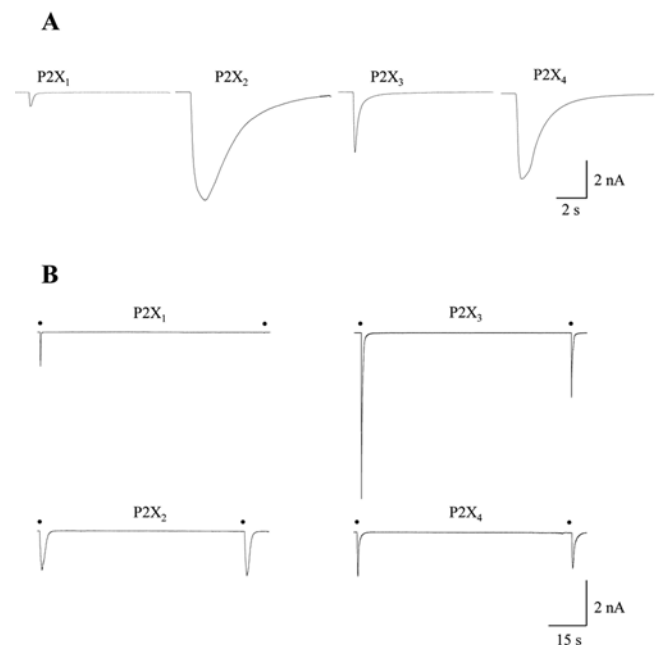 A
P2X₁ P2X₂ P2X₃ P2X₄
2 nA
2 s
B
P2X₁ P2X₃
P2X₂ P2X₄
2 nA
15 s